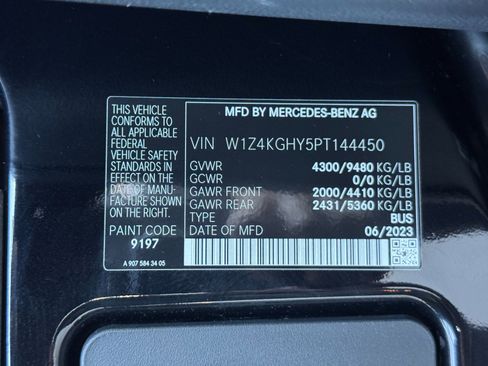 THIS VEHICLE
CONFORMS TO
ALL APPLICABLE
FEDERAL
VEHICLE SAFETY
STANDARDS IN
EFFECT ON THE
DATE OF MANU-
FACTURE SHOWN
ON THE RIGHT.
PAINT CODE
9197
A 907 584 34 05
MFD BY MERCEDES-BENZ AG
VIN W1Z4KGHY5PT144450
GVWR 4300/9480 KG/LB
GCWR 0/0 KG/LB
GAWR FRONT 2000/4410 KG/LB
GAWR REAR 2431/5360 KG/LB
TYPE BUS
DATE OF MFD 06/2023